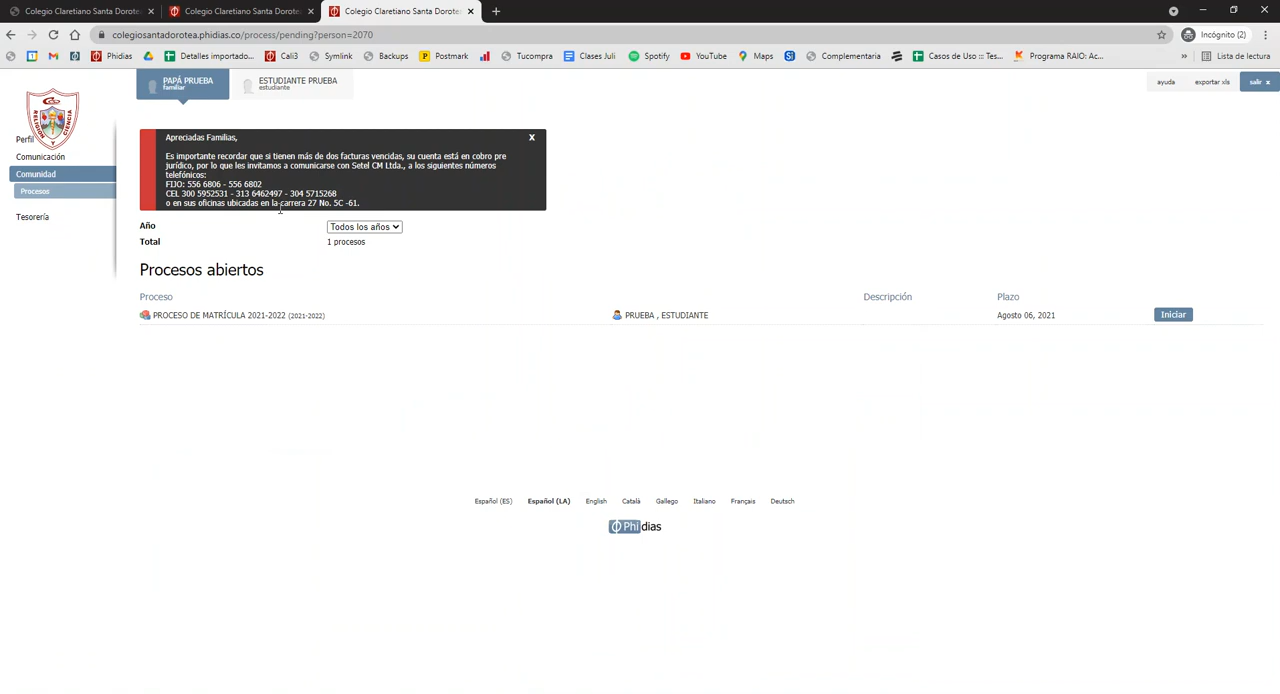 Colegio Claretiano Santa Dorote
Colegio Claretiano Santa Dorote
Colegio Claretiano Santa Dorote
colegiosantadorotea.phidias.co/process/pending?person=2070
Incógnito (2)
Phidias
Detalles importado...
Cali3
Symlink
Backups
Postmark
Tucompra
Clases Juli
Spotify
YouTube
Maps
Complementaria
Casos de Uso ::: Tes...
Programa RAIO: Ac...
»
Lista de lectura
PAPÁ PRUEBA
familiar
ESTUDIANTE PRUEBA
estudiante
ayuda
exportar xls
salir x
RELIGION Y CIENCIA
Perfil
Comunicación
Comunidad
Procesos
Tesorería
Apreciadas Familias,
X
Es importante recordar que si tienen más de dos facturas vencidas, su cuenta está en cobro pre
jurídico, por lo que les invitamos a comunicarse con Setel CM Ltda., a los siguientes números
telefónicos:
FIJO: 556 6806 - 556 6802
CEL 300 5952531 - 313 6462497 - 304 5715268
o en sus oficinas ubicadas en la carrera 27 No. 5C -61.
Año
Todos los años
Total
1 procesos
Procesos abiertos
Proceso
Descripción
Plazo
PROCESO DE MATRÍCULA 2021-2022 (2021-2022)
PRUEBA , ESTUDIANTE
Agosto 06, 2021
Iniciar
Español (ES)
Español (LA)
English
Català
Gallego
Italiano
Français
Deutsch
Phidias